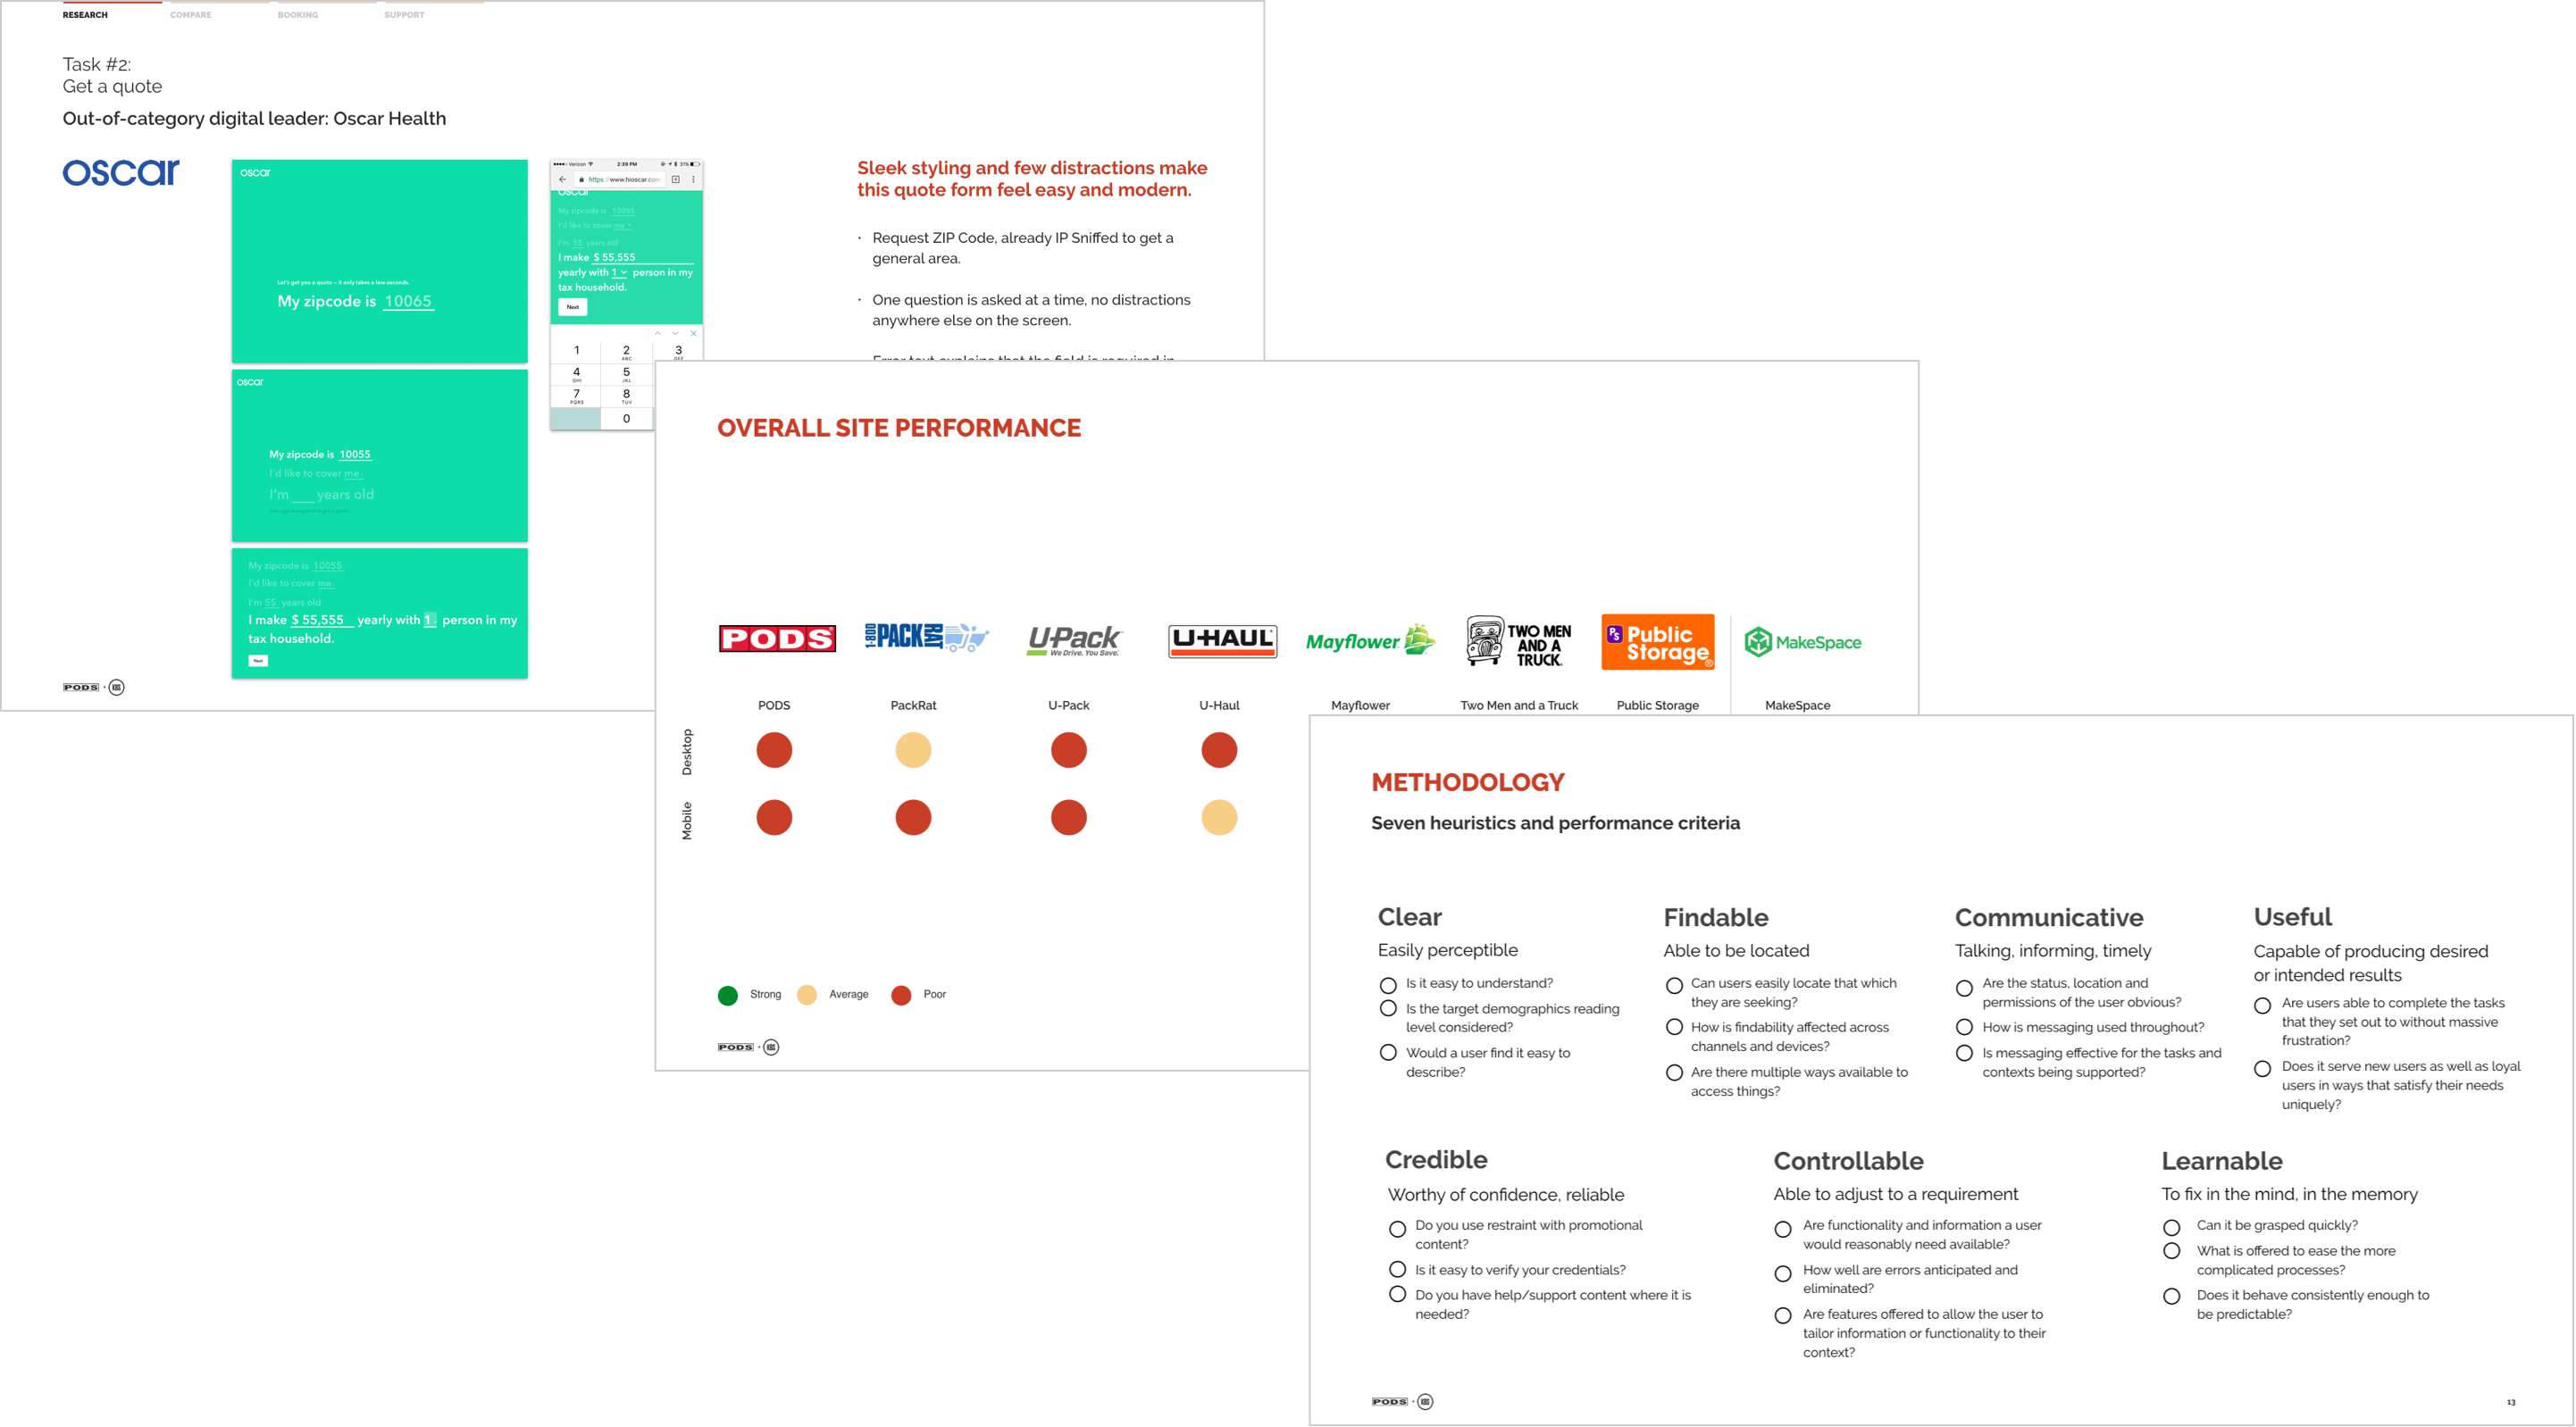 RESEARCH
COMPARE
BOOKING
SUPPORT
Task #2:
Get a quote
Out-of-category digital leader: Oscar Health
oscar
oscar
Let's get you a quote – it only takes a few seconds.
My zipcode is 10065
oscar
My zipcode is 10055
I'd like to cover me
I'm ___ years old
My zipcode is 10055
I'd like to cover me
I'm 55 years old
I make $ 55,555 yearly with 1 person in my
tax household.
Next
Verizon 2:39 PM 31%
https://www.hioscar.com
oscar
My zipcode is 10055
I'd like to cover me
I'm 55 years old
I make $ 55,555
yearly with 1 person in my
tax household.
Next
1 2 3
ABC DEF
4 5
GHI JKL
7 8
PQRS TUV
0
Sleek styling and few distractions make
this quote form feel easy and modern.
· Request ZIP Code, already IP Sniffed to get a
general area.
· One question is asked at a time, no distractions
anywhere else on the screen.
Error text explains that the field is required in
PODS +
OVERALL SITE PERFORMANCE
PODS
1-800 PACK RAT
U-Pack
We Drive. You Save.
U-HAUL
Mayflower
TWO MEN
AND A
TRUCK
PS Public
Storage
MakeSpace
PODS
PackRat
U-Pack
U-Haul
Mayflower
Two Men and a Truck
Public Storage
MakeSpace
Desktop
Mobile
Strong
Average
Poor
PODS +
METHODOLOGY
Seven heuristics and performance criteria
Clear
Easily perceptible
Is it easy to understand?
Is the target demographics reading
level considered?
Would a user find it easy to
describe?
Findable
Able to be located
Can users easily locate that which
they are seeking?
How is findability affected across
channels and devices?
Are there multiple ways available to
access things?
Communicative
Talking, informing, timely
Are the status, location and
permissions of the user obvious?
How is messaging used throughout?
Is messaging effective for the tasks and
contexts being supported?
Useful
Capable of producing desired
or intended results
Are users able to complete the tasks
that they set out to without massive
frustration?
Does it serve new users as well as loyal
users in ways that satisfy their needs
uniquely?
Credible
Worthy of confidence, reliable
Do you use restraint with promotional
content?
Is it easy to verify your credentials?
Do you have help/support content where it is
needed?
Controllable
Able to adjust to a requirement
Are functionality and information a user
would reasonably need available?
How well are errors anticipated and
eliminated?
Are features offered to allow the user to
tailor information or functionality to their
context?
Learnable
To fix in the mind, in the memory
Can it be grasped quickly?
What is offered to ease the more
complicated processes?
Does it behave consistently enough to
be predictable?
PODS +
13